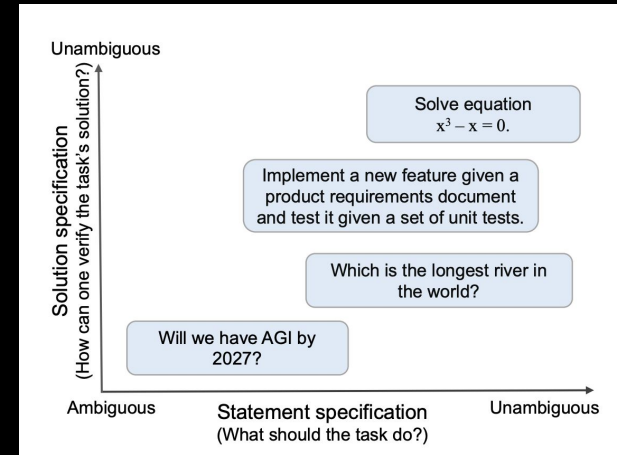 Unambiguous
Solution specification
(How can one verify the task's solution?)
Solve equation
x³ – x = 0.
Implement a new feature given a
product requirements document
and test it given a set of unit tests.
Which is the longest river in
the world?
Will we have AGI by
2027?
Ambiguous
Statement specification
(What should the task do?)
Unambiguous